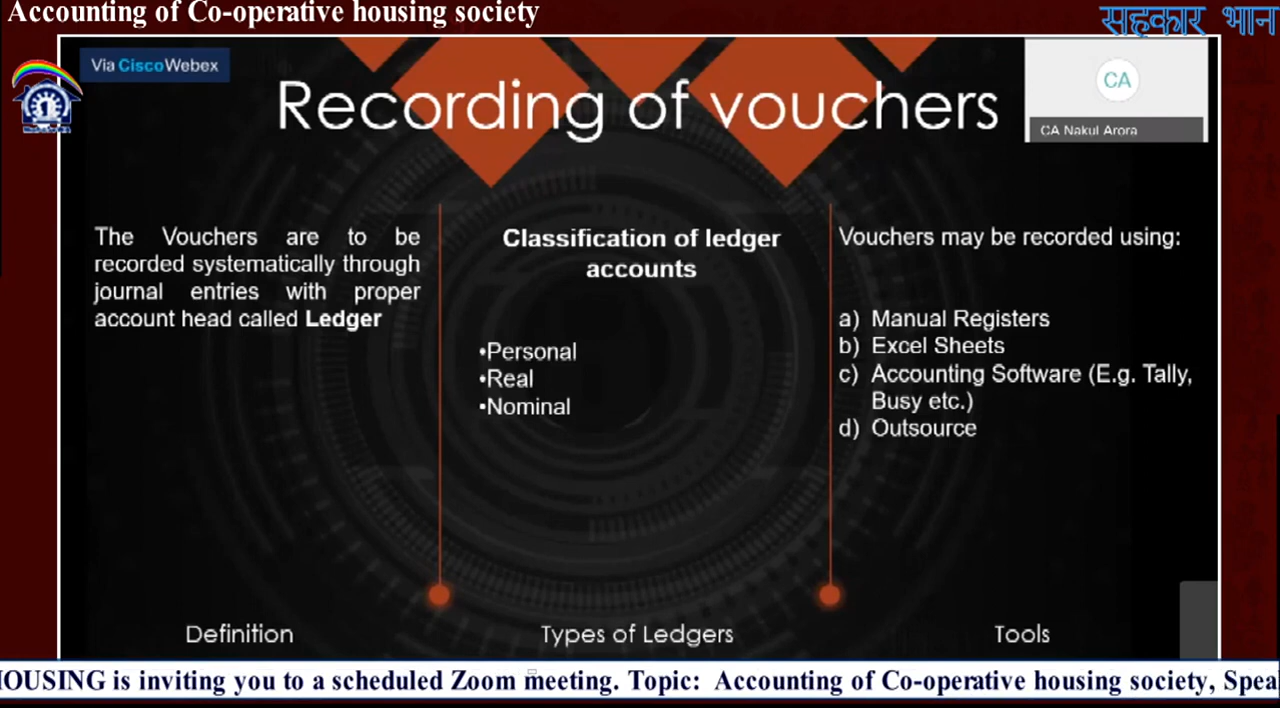 Accounting of Co-operative housing society
सहकार भान
Via CiscoWebex
Recording of vouchers
CA
CA Nakul Arora
The Vouchers are to be
recorded systematically through
journal entries with proper
account head called Ledger
Classification of ledger
accounts
•Personal
•Real
•Nominal
Vouchers may be recorded using:
a) Manual Registers
b) Excel Sheets
c) Accounting Software (E.g. Tally,
Busy etc.)
d) Outsource
Definition
Types of Ledgers
Tools
HOUSING is inviting you to a scheduled Zoom meeting. Topic: Accounting of Co-operative housing society, Spea